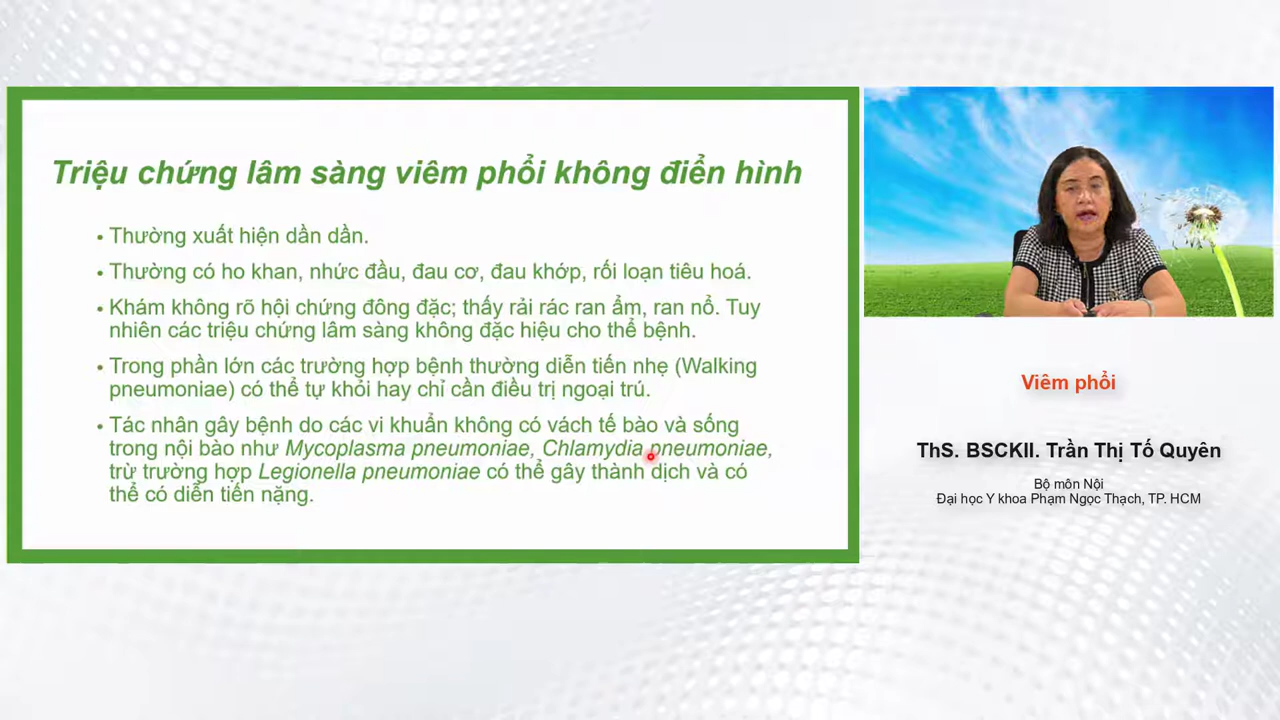 Triệu chứng lâm sàng viêm phổi không điển hình
• Thường xuất hiện dần dần.
• Thường có ho khan, nhức đầu, đau cơ, đau khớp, rối loạn tiêu hoá.
• Khám không rõ hội chứng đông đặc; thấy rải rác ran ẩm, ran nổ. Tuy
nhiên các triệu chứng lâm sàng không đặc hiệu cho thể bệnh.
• Trong phần lớn các trường hợp bệnh thường diễn tiến nhẹ (Walking
pneumoniae) có thể tự khỏi hay chỉ cần điều trị ngoại trú.
• Tác nhân gây bệnh do các vi khuẩn không có vách tế bào và sống
trong nội bào như Mycoplasma pneumoniae, Chlamydia pneumoniae,
trừ trường hợp Legionella pneumoniae có thể gây thành dịch và có
thể có diễn tiến nặng.
Viêm phổi
ThS. BSCKII. Trần Thị Tố Quyên
Bộ môn Nội
Đại học Y khoa Phạm Ngọc Thạch, TP. HCM